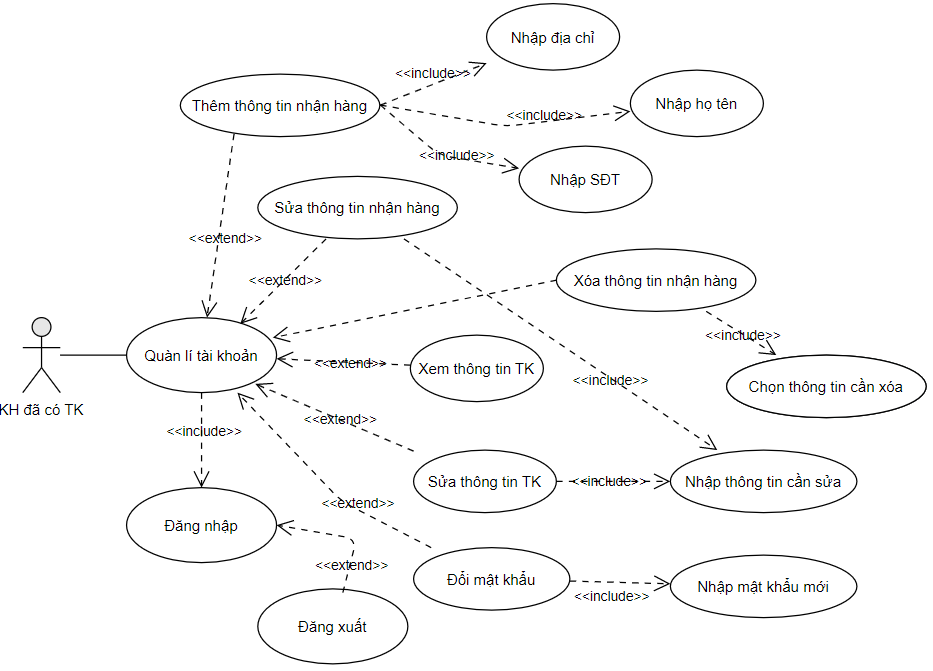 Nhập địa chỉ
<<include>>
Thêm thông tin nhận hàng
Nhập họ tên
<<include>>
<<include>>
Nhập SĐT
Sửa thông tin nhận hàng
<<extend>>
<<extend>>
Xóa thông tin nhận hàng
<<include>>
Quàn lí tài khoản
<<extend>>
Xem thông tin TK
<<include>>
Chọn thông tin cần xóa
KH đã có TK
<<extend>>
<<include>>
Sửa thông tin TK
<<include>>
Nhập thông tin cần sửa
<<extend>>
Đăng nhập
<<extend>>
Đổi mật khẩu
Nhập mật khẩu mới
<<include>>
Đăng xuất